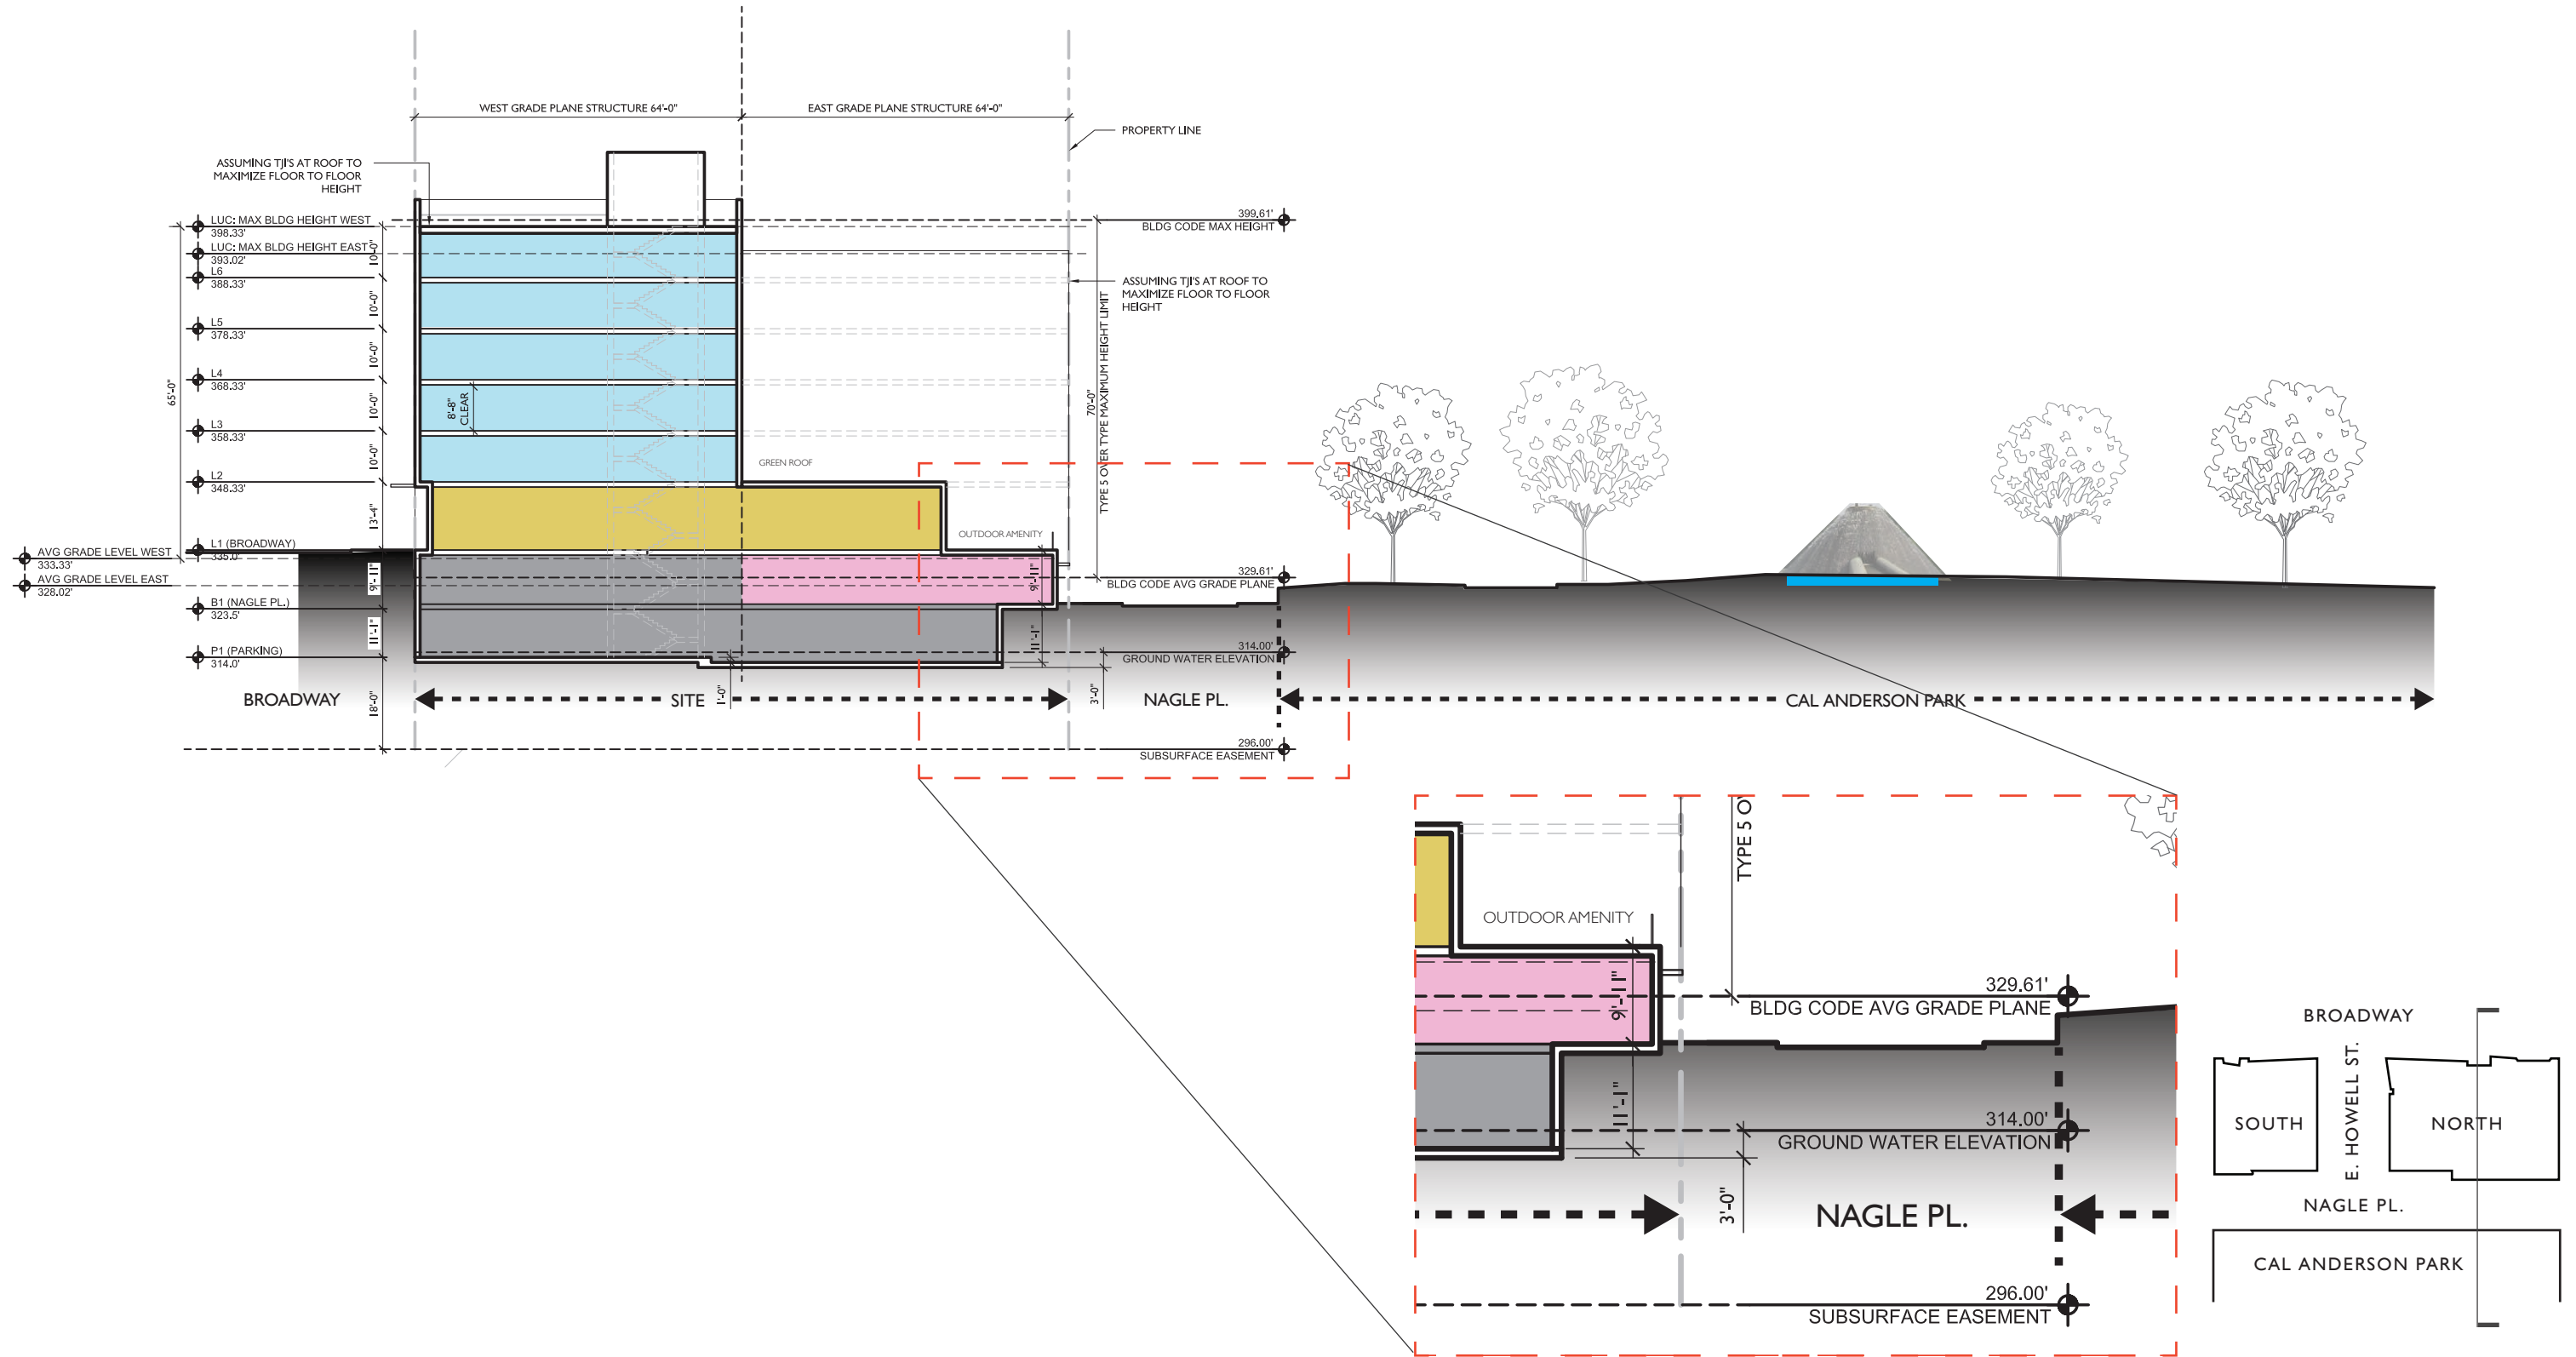 WEST GRADE PLANE STRUCTURE 64'-0"
EAST GRADE PLANE STRUCTURE 64'-0"
PROPERTY LINE
ASSUMING TJI'S AT ROOF TO
MAXIMIZE FLOOR TO FLOOR
HEIGHT
LUC: MAX BLDG HEIGHT WEST
398.33'
LUC: MAX BLDG HEIGHT EAST
393.02'
L6
388.33'
L5
378.33'
L4
368.33'
L3
358.33'
L2
348.33'
L1 (BROADWAY)
335.0'
AVG GRADE LEVEL WEST
333.33'
AVG GRADE LEVEL EAST
328.02'
B1 (NAGLE PL.)
323.5'
P1 (PARKING)
314.0'
65'-0"
10'-0"
10'-0"
10'-0"
10'-0"
10'-0"
13'-4"
9'-11"
11'-1"
18'-0"
8'-8"
CLEAR
399.61'
BLDG CODE MAX HEIGHT
ASSUMING TJI'S AT ROOF TO
MAXIMIZE FLOOR TO FLOOR
HEIGHT
70'-0"
TYPE 5 OVER TYPE MAXIMUM HEIGHT LIMIT
GREEN ROOF
OUTDOOR AMENITY
9'-11"
11'-1"
329.61'
BLDG CODE AVG GRADE PLANE
314.00'
GROUND WATER ELEVATION
1'-0"
3'-0"
BROADWAY
SITE
NAGLE PL.
CAL ANDERSON PARK
296.00'
SUBSURFACE EASEMENT
TYPE 5 OV
OUTDOOR AMENITY
9'-11"
11'-1"
329.61'
BLDG CODE AVG GRADE PLANE
314.00'
GROUND WATER ELEVATION
3'-0"
NAGLE PL.
296.00'
SUBSURFACE EASEMENT
BROADWAY
SOUTH
E. HOWELL ST.
NORTH
NAGLE PL.
CAL ANDERSON PARK